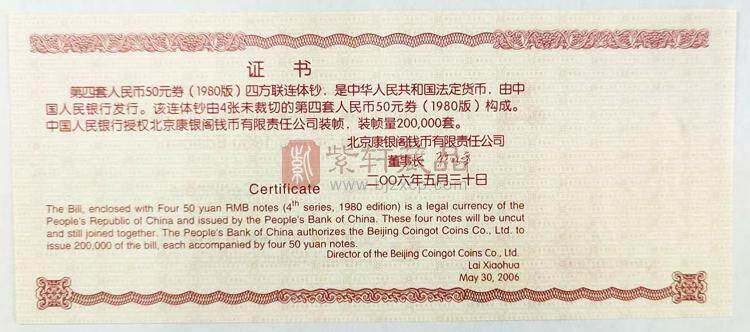 证 书
第四套人民币50元券（1980版）四方联连体钞，是中华人民共和国法定货币，由中
国人民银行发行。该连体钞由4张未裁切的第四套人民币50元券（1980版）构成。
中国人民银行授权北京康银阁钱币有限责任公司装帧，装帧量200,000套。
北京康银阁钱币有限责任公司
董事长
二〇〇六年五月三十日
紫轩藏品
www.bjzxcp.com
Certificate
The Bill, enclosed with Four 50 yuan RMB notes (4th series, 1980 edition) is a legal currency of the
People's Republic of China and issued by the People's Bank of China. These four notes will be uncut
and still joined together. The People's Bank of China authorizes the Beijing Coingot Coins Co., Ltd. to
issue 200,000 of the bill, each accompanied by four 50 yuan notes.
Director of the Beijing Coingot Coins Co., Ltd.
Lai Xiaohua
May 30, 2006